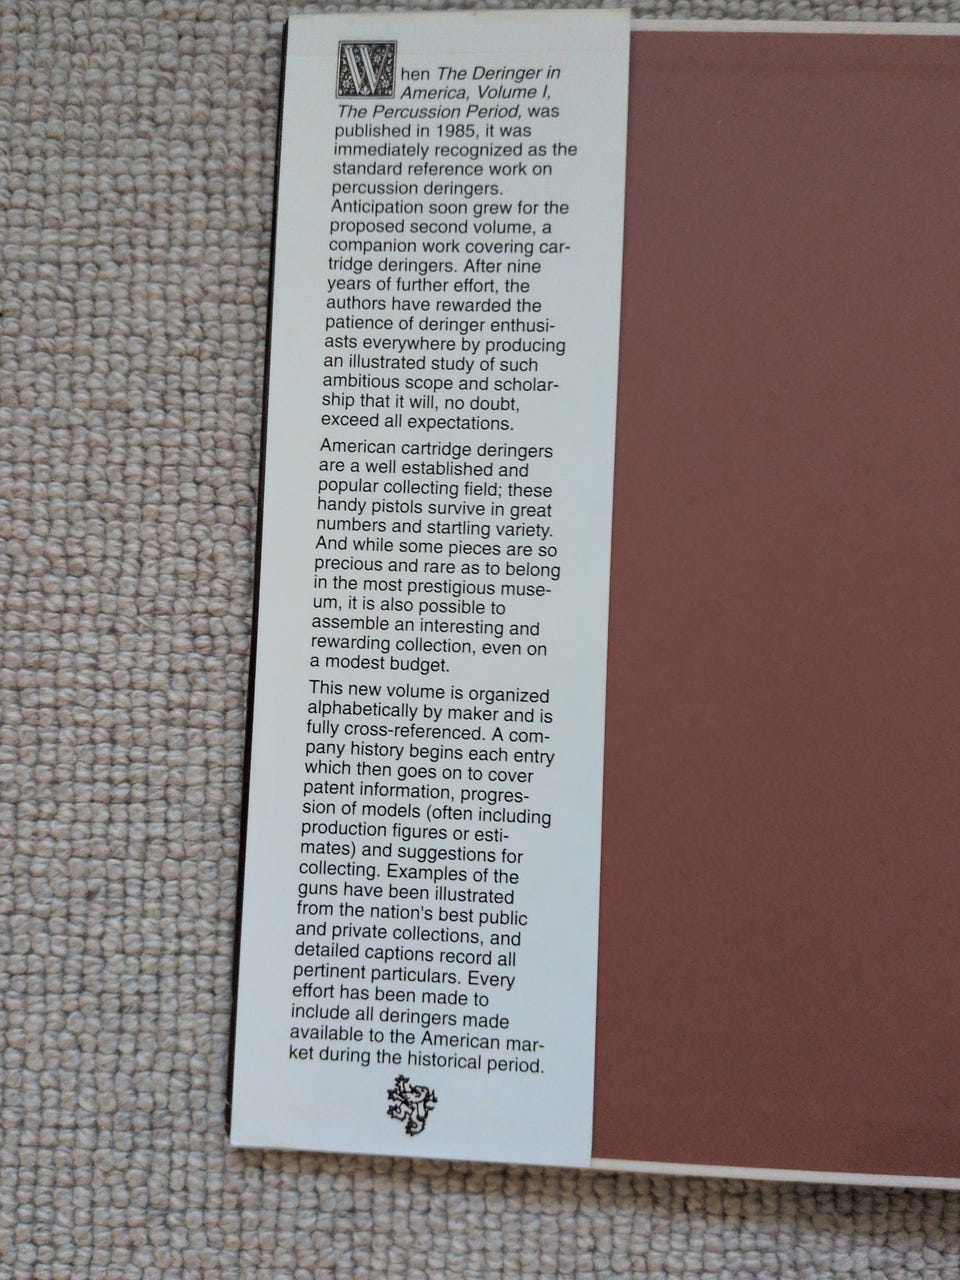 When The Deringer in
America, Volume I,
The Percussion Period, was
published in 1985, it was
immediately recognized as the
standard reference work on
percussion deringers.
Anticipation soon grew for the
proposed second volume, a
companion work covering car-
tridge deringers. After nine
years of further effort, the
authors have rewarded the
patience of deringer enthusi-
asts everywhere by producing
an illustrated study of such
ambitious scope and scholar-
ship that it will, no doubt,
exceed all expectations.
American cartridge deringers
are a well established and
popular collecting field; these
handy pistols survive in great
numbers and startling variety.
And while some pieces are so
precious and rare as to belong
in the most prestigious muse-
um, it is also possible to
assemble an interesting and
rewarding collection, even on
a modest budget.
This new volume is organized
alphabetically by maker and is
fully cross-referenced. A com-
pany history begins each entry
which then goes on to cover
patent information, progres-
sion of models (often including
production figures or esti-
mates) and suggestions for
collecting. Examples of the
guns have been illustrated
from the nation's best public
and private collections, and
detailed captions record all
pertinent particulars. Every
effort has been made to
include all deringers made
available to the American mar-
ket during the historical period.